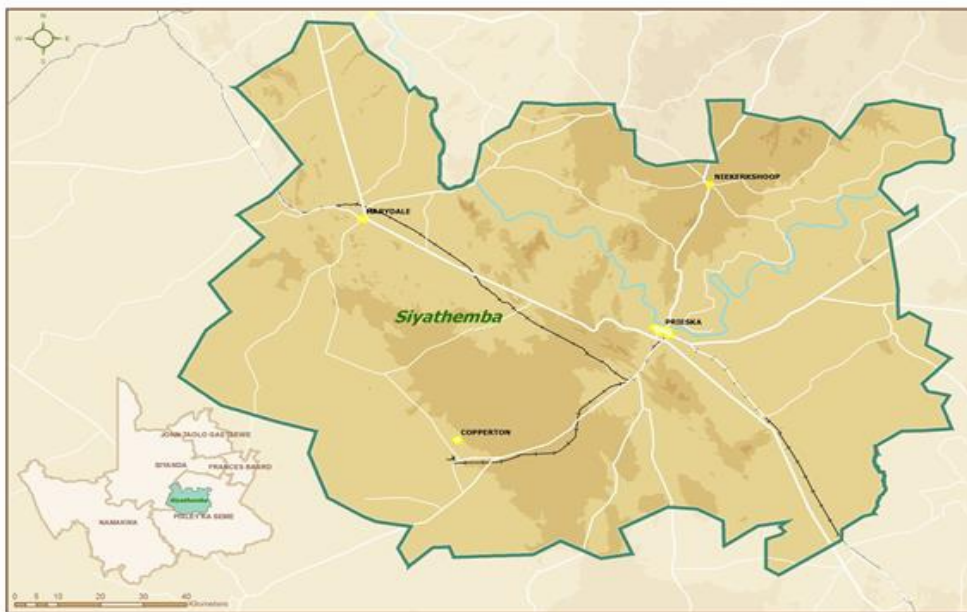 N
W E
S
NIEKERKSHOOP
MARYDALE
Siyathemba
PRIESKA
COPPERTON
JOHN TAOLO GAETSEWE
SIYANDA
FRANCES BAARD
Siyathemba
PIXLEY KA SEME
NAMAKWA
0 5 10 20 30 40
Kilometers